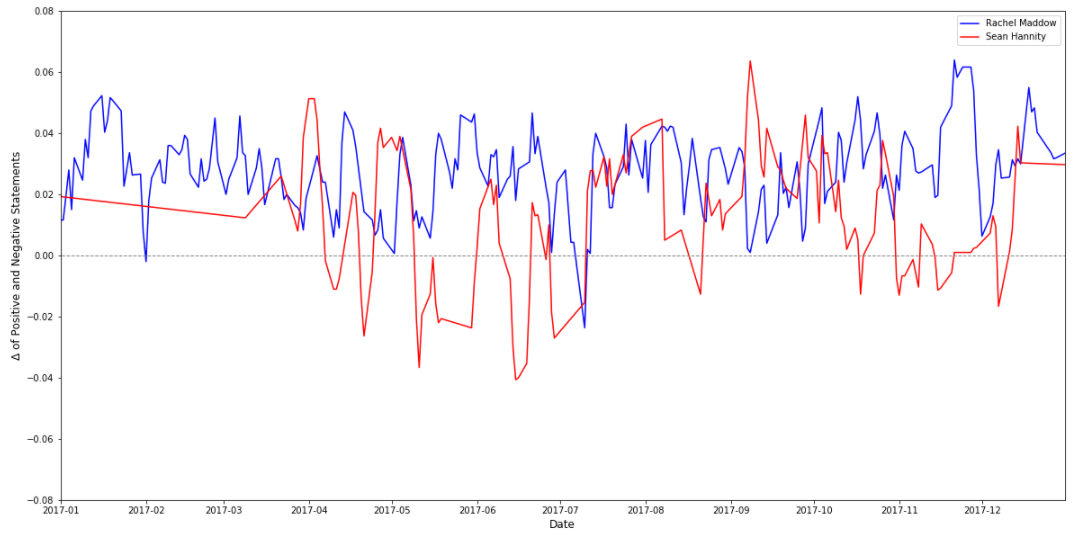 Rachel Maddow
Sean Hannity
Δ of Positive and Negative Statements
0.08
0.06
0.04
0.02
0.00
−0.02
−0.04
−0.06
−0.08
2017-01 2017-02 2017-03 2017-04 2017-05 2017-06 2017-07 2017-08 2017-09 2017-10 2017-11 2017-12
Date